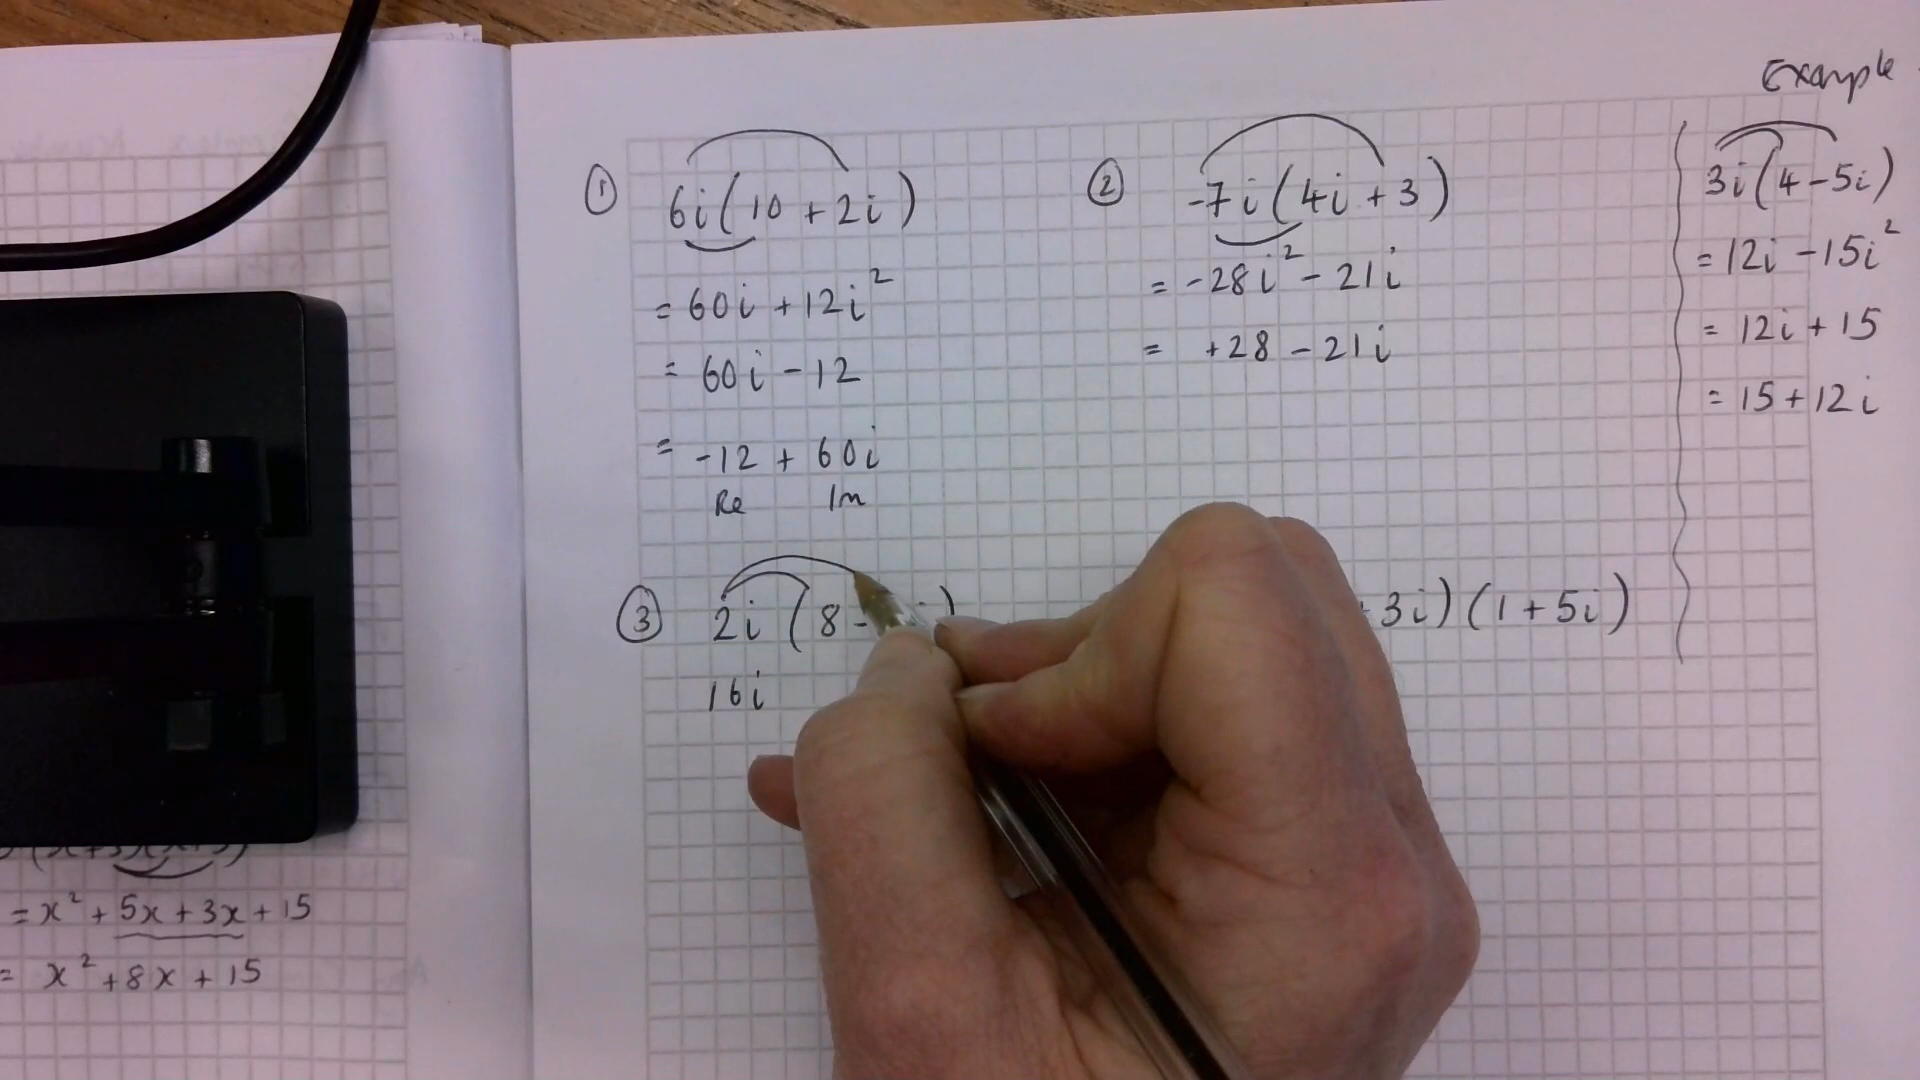 Example
① 6i(10+2i)
= 60i+12i²
= 60i-12
= -12 + 60i
Re Im
② -7i(4i+3)
= -28i²-21i
= +28-21i
3i(4-5i)
= 12i-15i²
= 12i+15
= 15+12i
③ 2i(8- i)
16i
3i)(1+5i)
= x²+5x+3x+15
= x²+8x+15